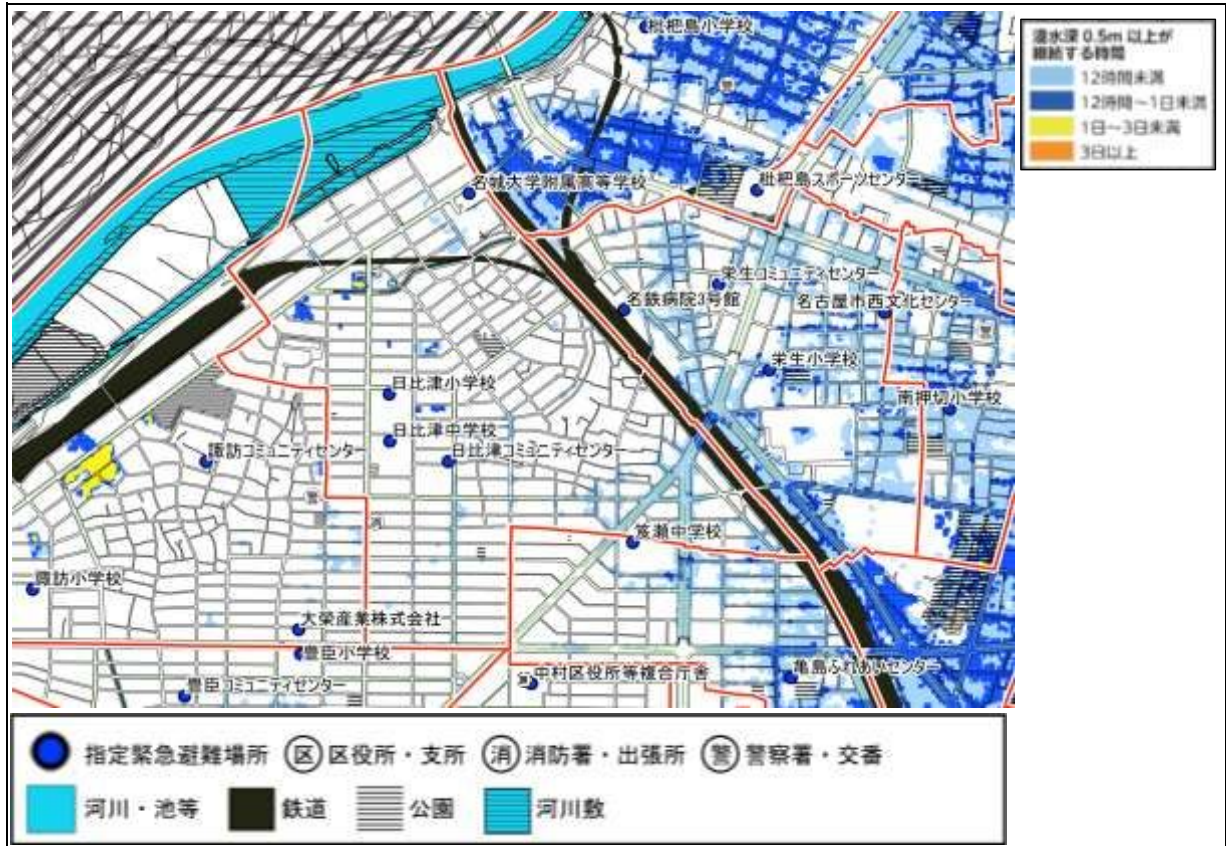 枇杷島小学校
浸水深 0.5m 以上が
継続する時間
12時間未満
12時間～1日未満
1日～3日未満
3日以上
警
名城大学附属高等学校
枇杷島スポーツセンター
栄生コミュニティセンター
名鉄病院3号館
名古屋市西文化センター
警
栄生小学校
日比津小学校
南押切小学校
日比津中学校
諏訪コミュニティセンター
日比津コミュニティセンター
警
消
笈瀬中学校
諏訪小学校
大栄産業株式会社
豊臣小学校
中村区役所等複合庁舎
亀島ふれあいセンター
豊臣コミュニティセンター
指定緊急避難場所
区 区役所・支所
消 消防署・出張所
警 警察署・交番
河川・池等
鉄道
公園
河川敷